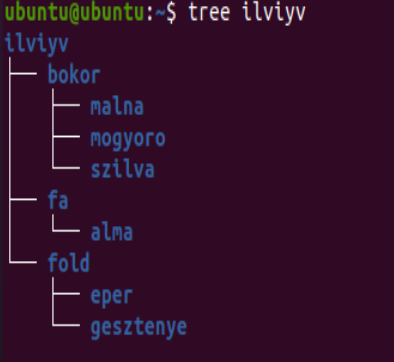 ubuntu@ubuntu:~$ tree ilviyv
ilviyv
├── bokor
│   ├── malna
│   ├── mogyoro
│   └── szilva
├── fa
│   └── alma
└── fold
    ├── eper
    └── gesztenye